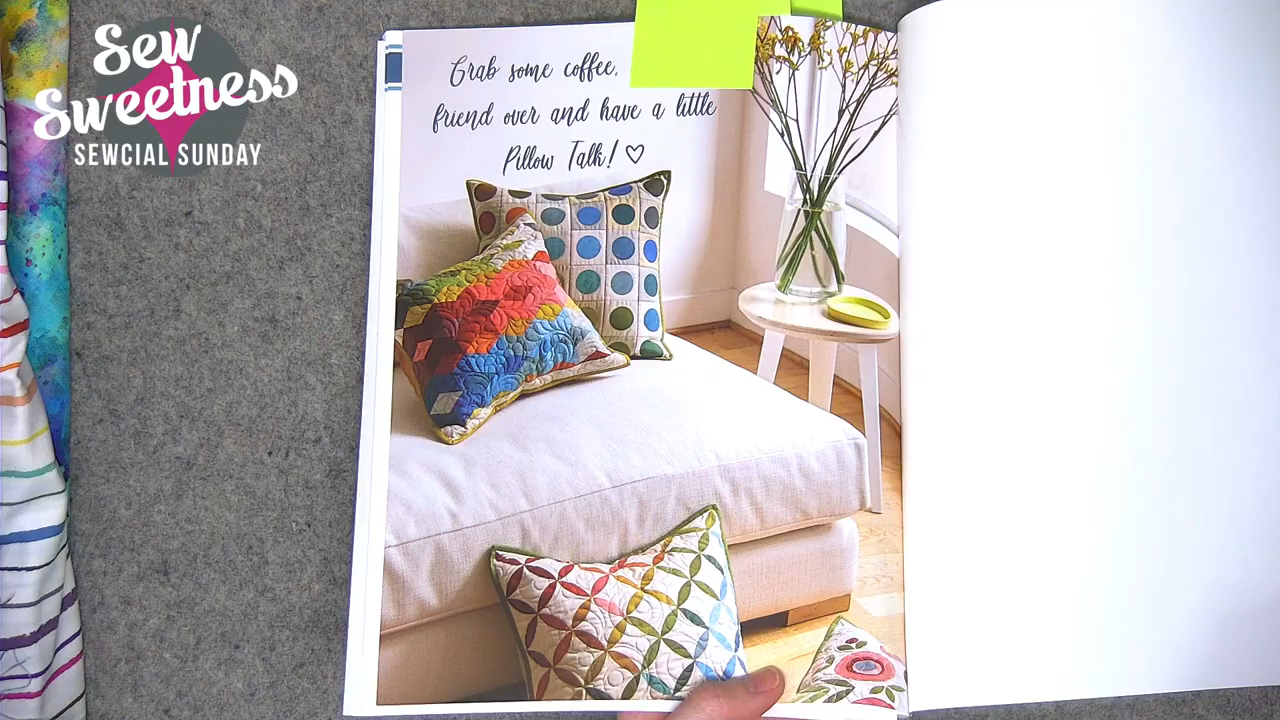 Sew
Sweetness
SEWCIAL SUNDAY
Grab some coffee,
friend over and have a little
Pillow Talk!